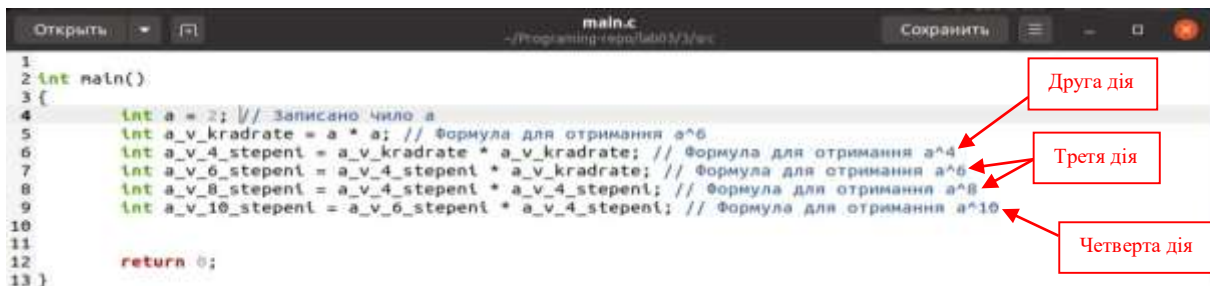 Открыть main.c Сохранить
~/Programing-repo/lab03/3/src
1
2 int main()
3 {
4 int a = 2; // Записано чило а
5 int a_v_kradrate = a * a; // Формула для отримання a^6
6 int a_v_4_stepeni = a_v_kradrate * a_v_kradrate; // Формула для отримання a^4
7 int a_v_6_stepeni = a_v_4_stepeni * a_v_kradrate; // Формула для отримання a^6
8 int a_v_8_stepeni = a_v_4_stepeni * a_v_4_stepeni; // Формула для отримання a^8
9 int a_v_10_stepeni = a_v_6_stepeni * a_v_4_stepeni; // Формула для отримання a^10
10
11
12 return 0;
13 }
Друга дія
Третя дія
Четверта дія